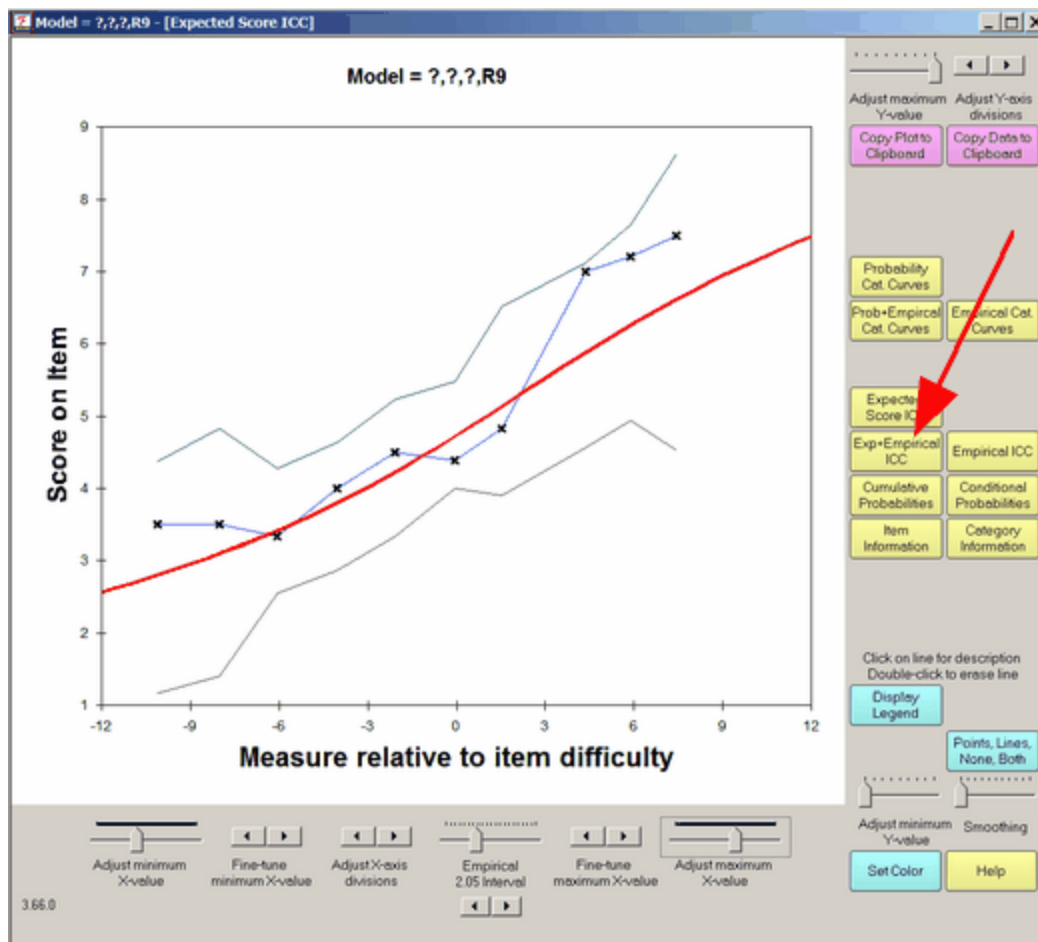 Model = ?,?,?,R9 - [Expected Score ICC]
Model = ?,?,?,R9
9
8
7
6
5
4
3
2
1
Score on Item
-12 -9 -6 -3 0 3 6 9 12
Measure relative to item difficulty
Adjust maximum
Y-value
Adjust Y-axis
divisions
Copy Plot to
Clipboard
Copy Data to
Clipboard
Probability
Cat. Curves
Prob+Empircal
Cat. Curves
Empirical Cat.
Curves
Expected
Score ICC
Exp+Empirical
ICC
Empirical ICC
Cumulative
Probabilities
Conditional
Probabilities
Item
Information
Category
Information
Click on line for description
Double-click to erase line
Display
Legend
Points, Lines,
None, Both
Adjust minimum
Y-value
Smoothing
Set Color
Help
Adjust minimum
X-value
Fine-tune
minimum X-value
Adjust X-axis
divisions
Empirical
2.05 Interval
Fine-tune
maximum X-value
Adjust maximum
X-value
3.66.0